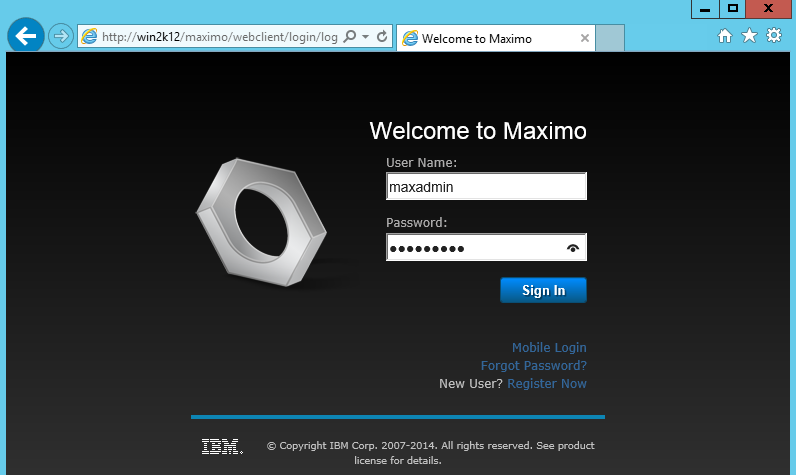 http://win2k12/maximo/webclient/login/log
Welcome to Maximo
Welcome to Maximo
User Name:
maxadmin
Password:
Sign In
Mobile Login
Forgot Password?
New User? Register Now
IBM.
© Copyright IBM Corp. 2007-2014. All rights reserved. See product
license for details.